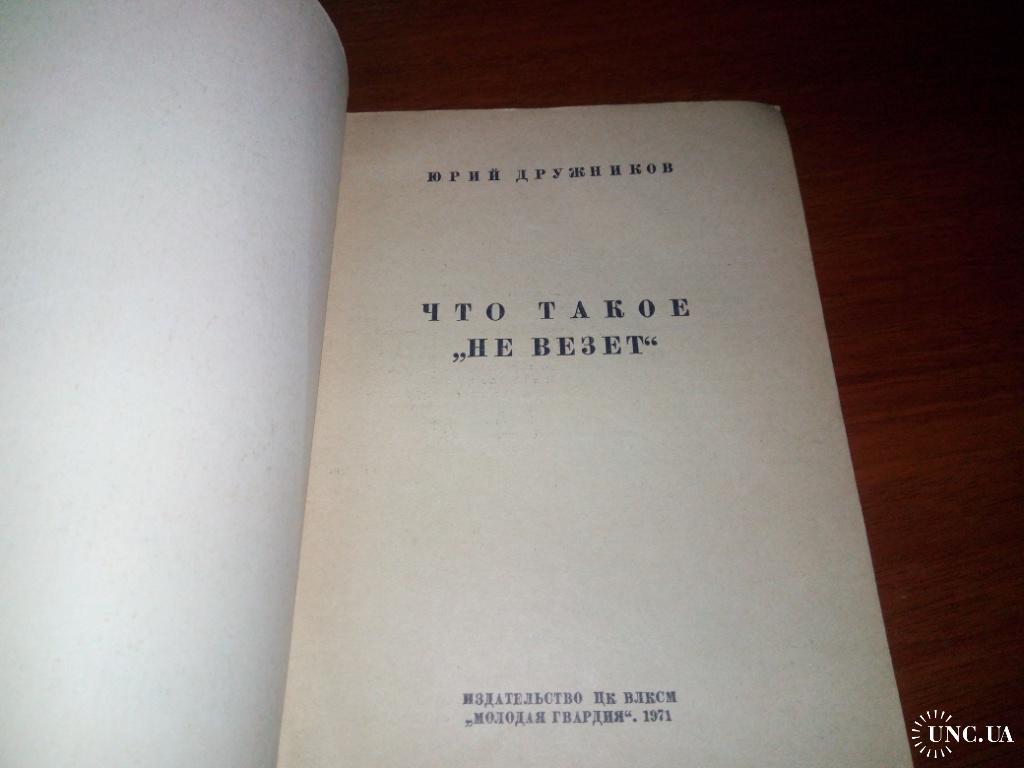 ЮРИЙ ДРУЖНИКОВ
ЧТО ТАКОЕ
„НЕ ВЕЗЕТ“
ИЗДАТЕЛЬСТВО ЦК ВЛКСМ
„МОЛОДАЯ ГВАРДИЯ“. 1971
UNC.UA